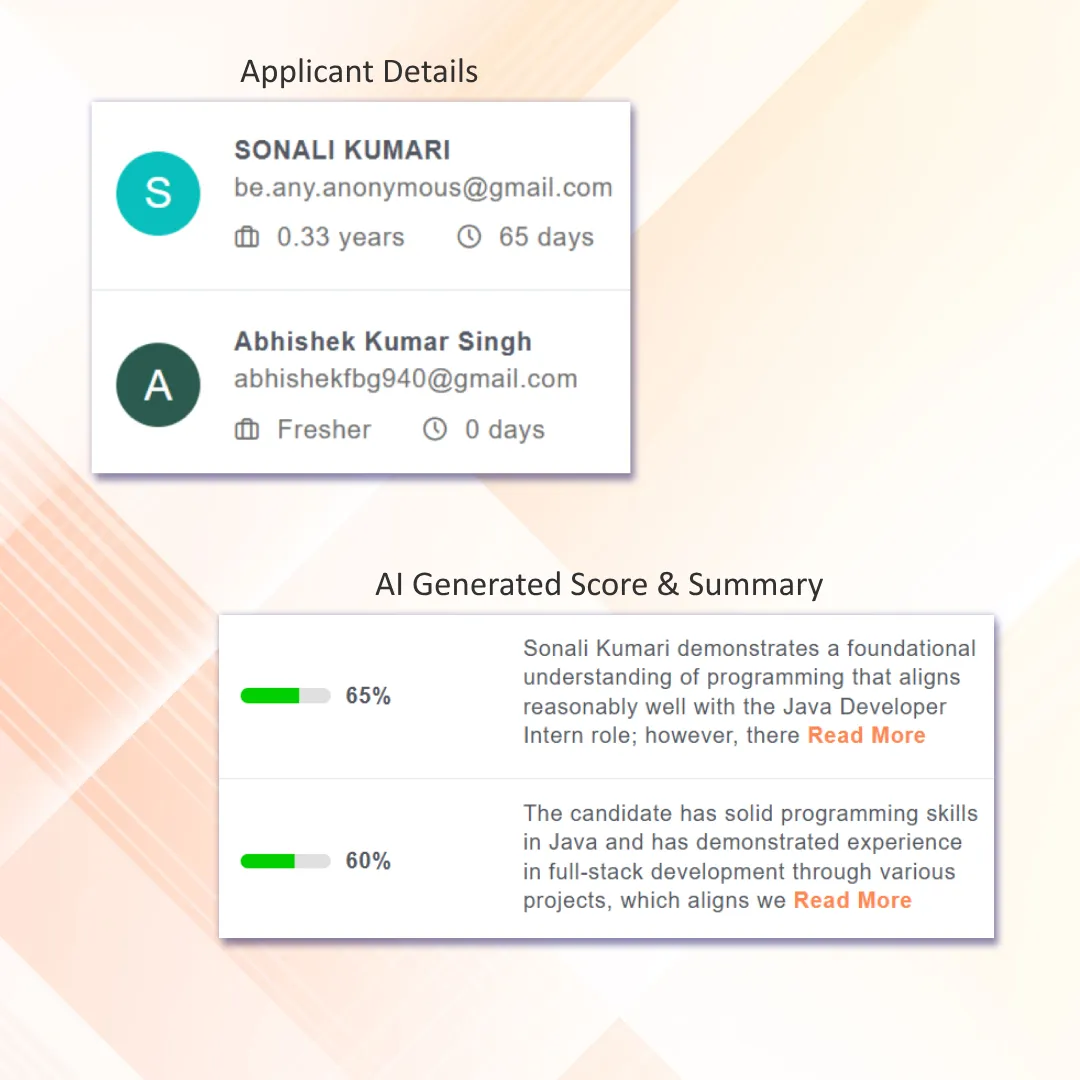 Applicant Details
S
SONALI KUMARI
be.any.anonymous@gmail.com
0.33 years 65 days
A
Abhishek Kumar Singh
abhishekfbg940@gmail.com
Fresher 0 days
AI Generated Score & Summary
65%
Sonali Kumari demonstrates a foundational
understanding of programming that aligns
reasonably well with the Java Developer
Intern role; however, there Read More
60%
The candidate has solid programming skills
in Java and has demonstrated experience
in full-stack development through various
projects, which aligns we Read More